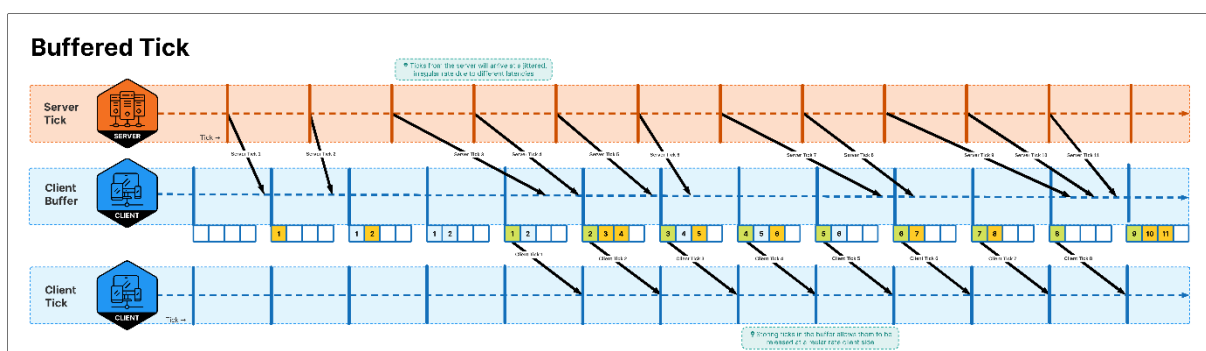 Buffered Tick
Ticks from the server will arrive at a jittered,
irregular rate due to different latencies
Server
Tick
SERVER
Tick →
Server Tick 1
Server Tick 2
Server Tick 3
Server Tick 4
Server Tick 5
Server Tick 6
Server Tick 7
Server Tick 8
Server Tick 9
Server Tick 10
Server Tick 11
Client
Buffer
CLIENT
1
1 2
1 2
1 2
2 3 4
3 4 5
4 5 6
5 6
6 7
7 8
8
9 10 11
Client Tick 1
Client Tick 2
Client Tick 3
Client Tick 4
Client Tick 5
Client Tick 6
Client Tick 7
Client Tick 8
Client
Tick
CLIENT
Tick →
Storing ticks in the buffer allows them to be
released at a regular rate client side